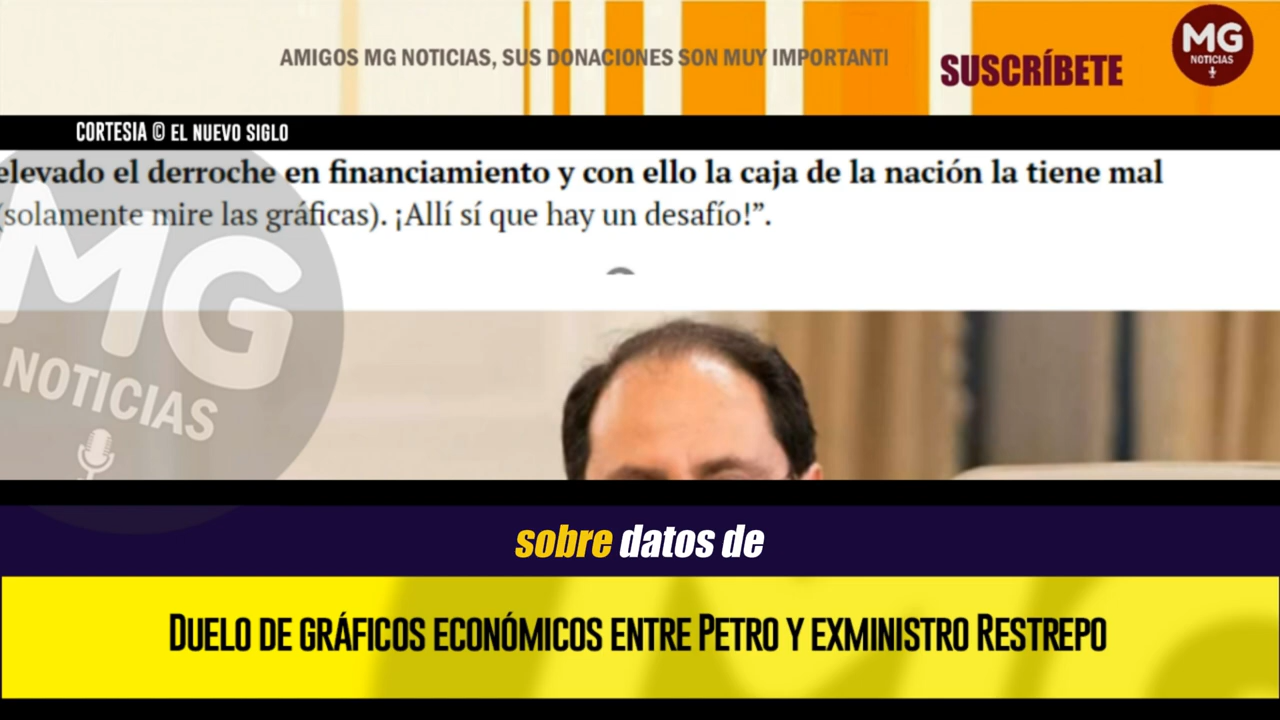 AMIGOS MG NOTICIAS, SUS DONACIONES SON MUY IMPORTANTI
SUSCRÍBETE
MG
NOTICIAS
CORTESIA © EL NUEVO SIGLO
elevado el derroche en financiamiento y con ello la caja de la nación la tiene mal
(solamente mire las gráficas). ¡Allí sí que hay un desafío!”.
MG
NOTICIAS
sobre datos de
DUELO DE GRÁFICOS ECONÓMICOS ENTRE PETRO Y EXMINISTRO RESTREPO